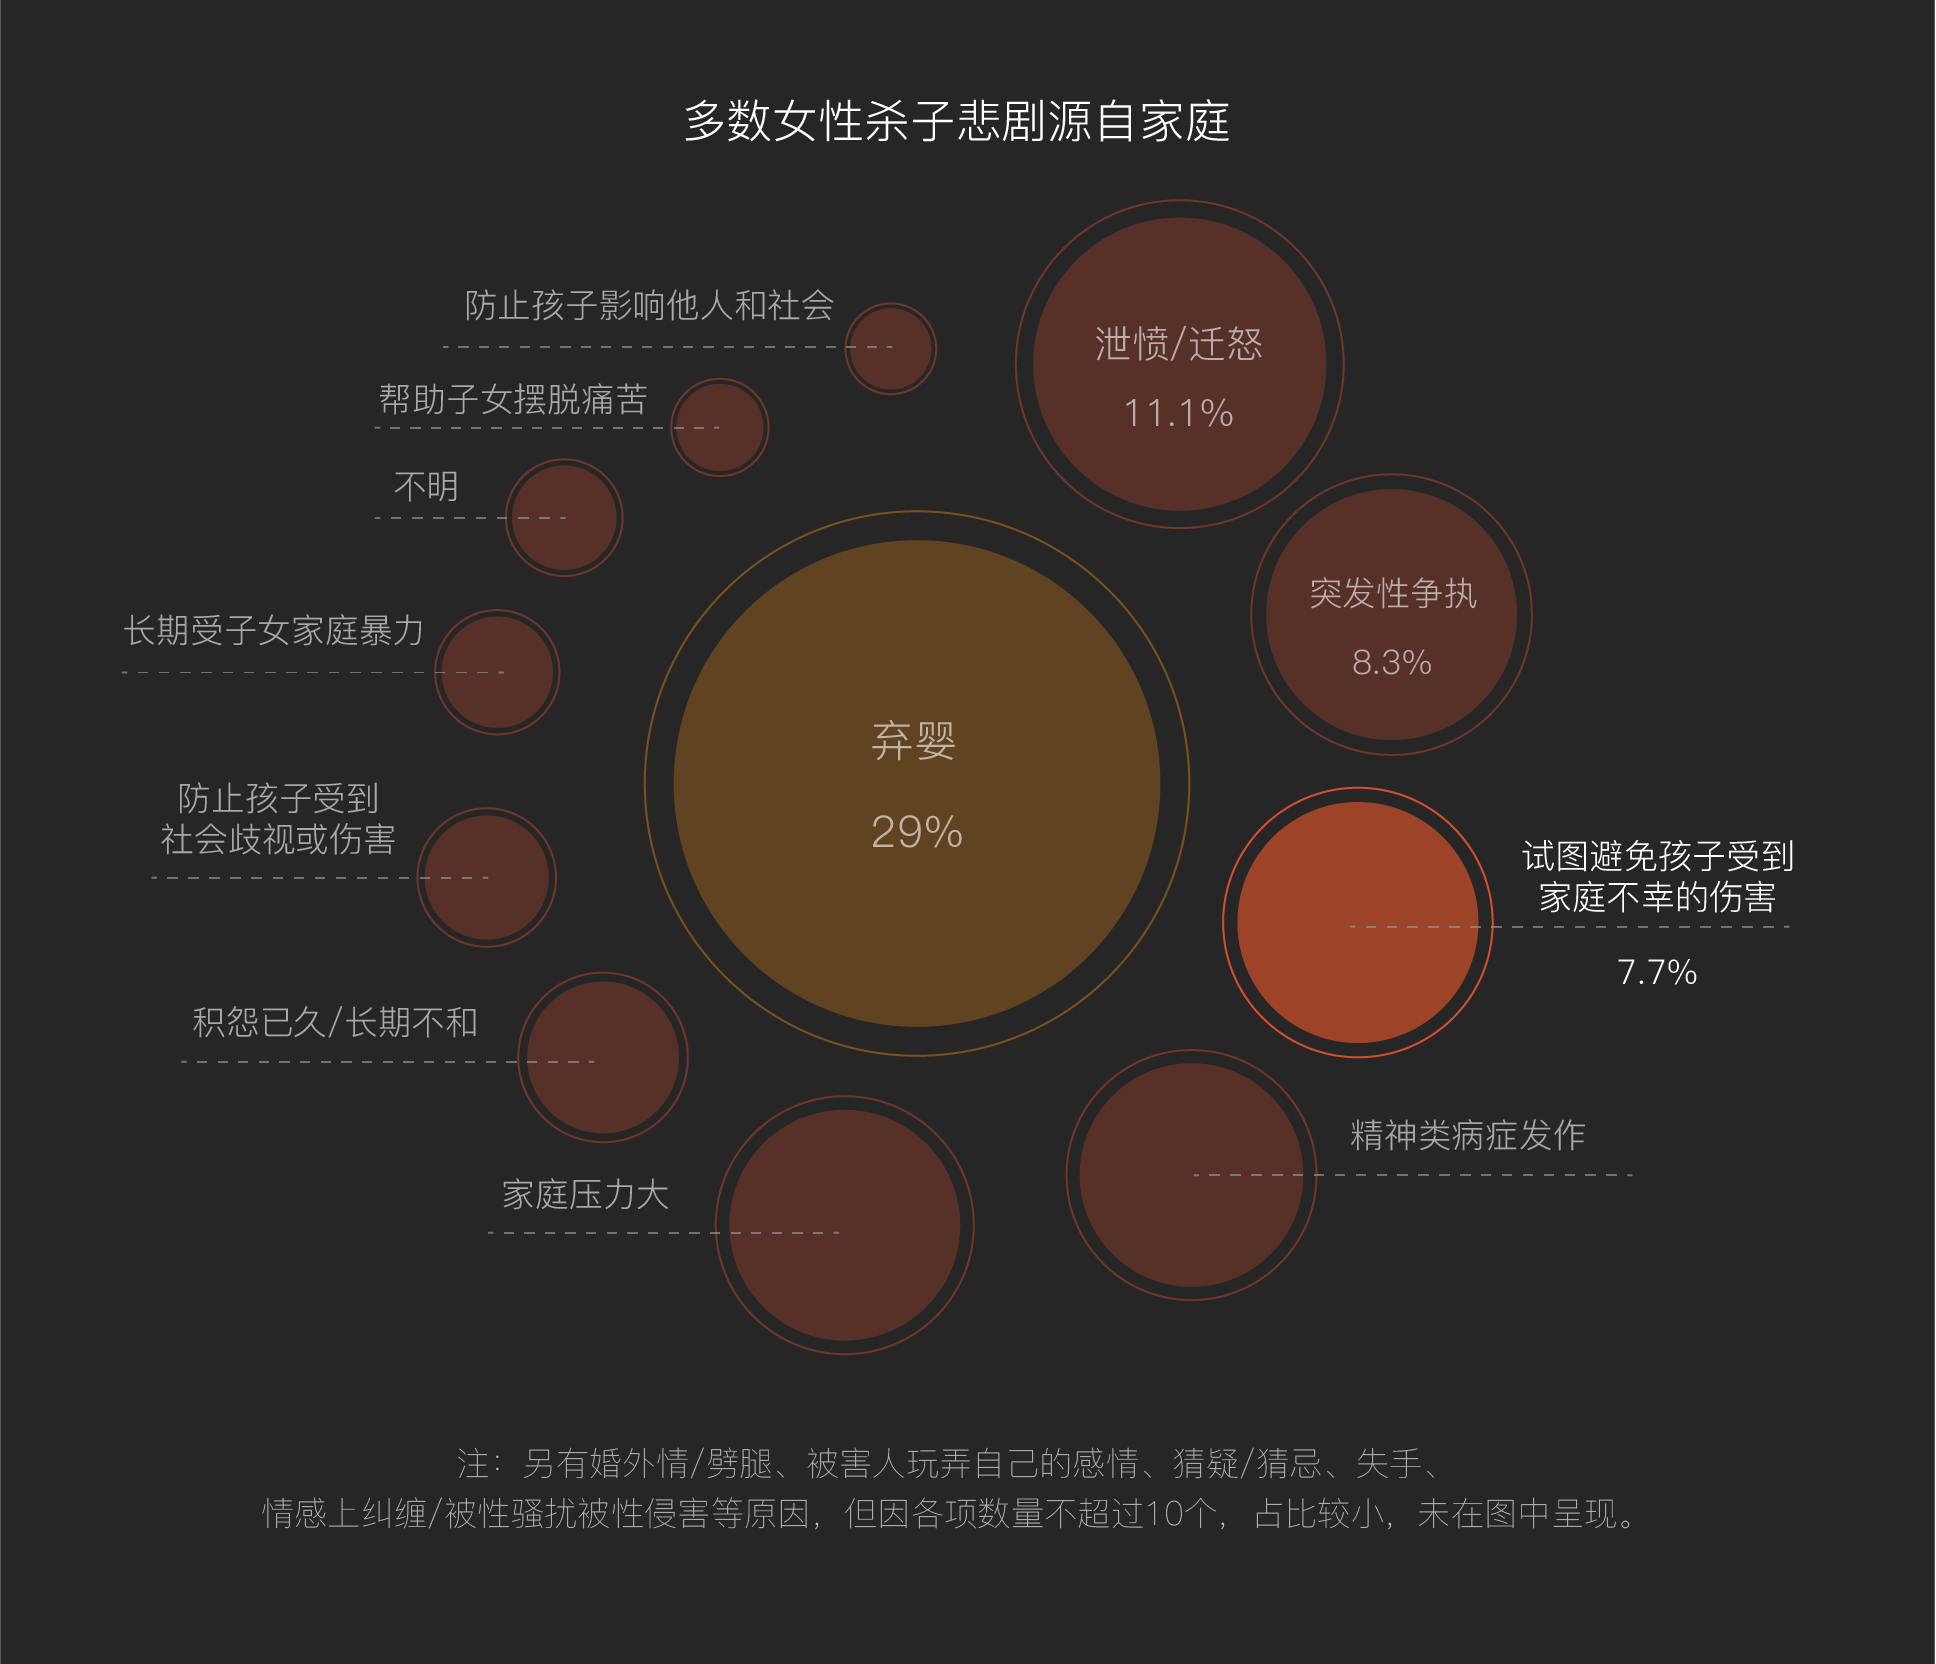 多数女性杀子悲剧源自家庭
防止孩子影响他人和社会
泄愤/迁怒
11.1%
帮助子女摆脱痛苦
不明
突发性争执
8.3%
长期受子女家庭暴力
弃婴
29%
防止孩子受到
社会歧视或伤害
试图避免孩子受到
家庭不幸的伤害
7.7%
积怨已久/长期不和
精神类病症发作
家庭压力大
注：另有婚外情/劈腿、被害人玩弄自己的感情、猜疑/猜忌、失手、
情感上纠缠/被性骚扰被性侵害等原因，但因各项数量不超过10个，占比较小，未在图中呈现。